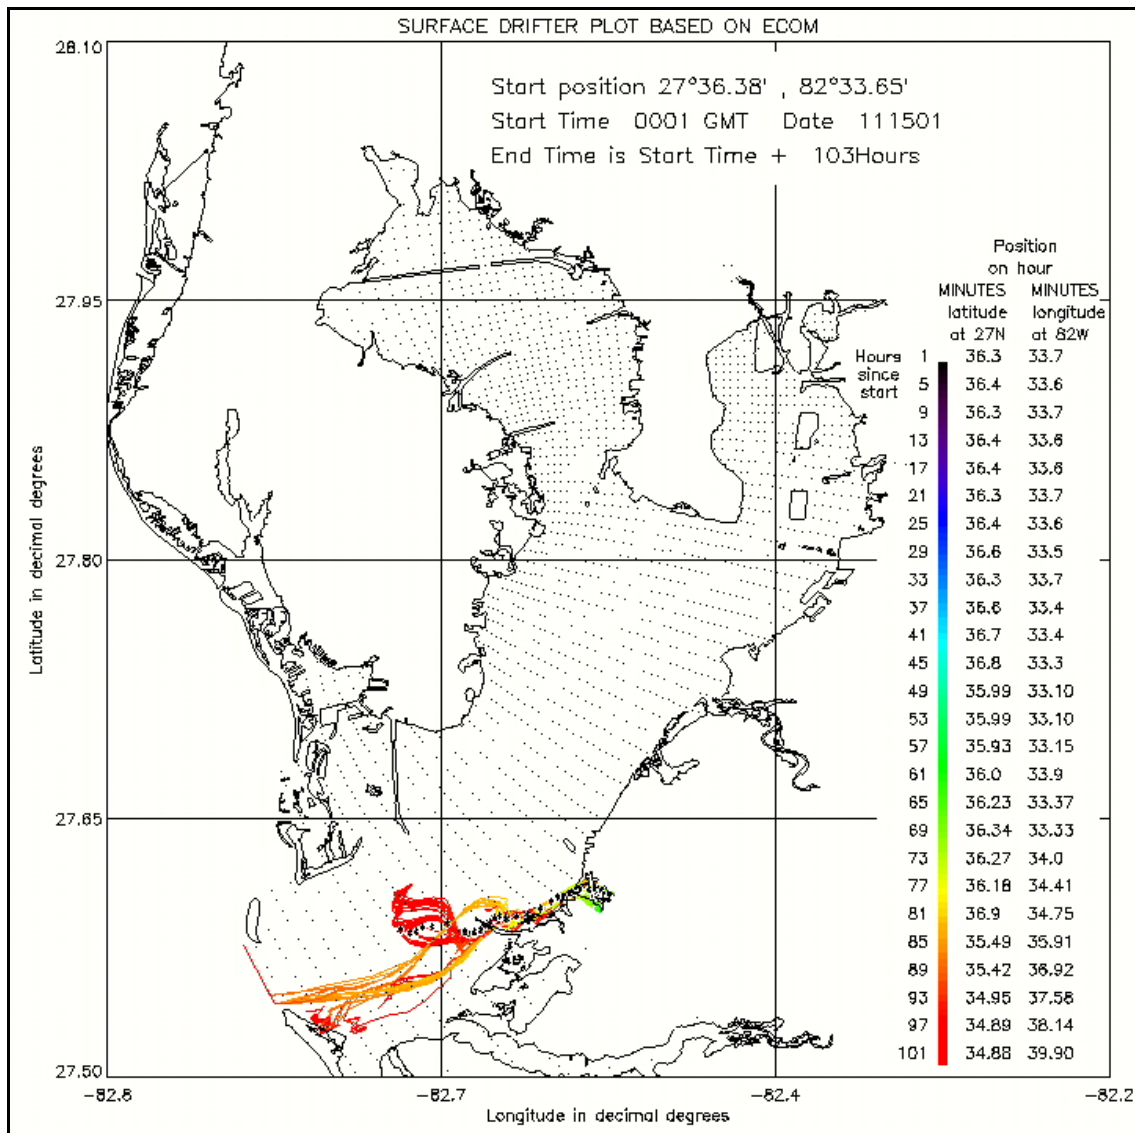 SURFACE DRIFTER PLOT BASED ON ECOM
28.10
Start position 27°36.38' , 82°33.65'
Start Time 0001 GMT Date 111501
End Time is Start Time + 103Hours
Position
on hour
27.95
MINUTES MINUTES
latitude longitude
at 27N at 82W
Hours since start
1 36.3 33.7
5 36.4 33.6
9 36.3 33.7
13 36.4 33.6
17 36.4 33.6
21 36.3 33.7
25 36.4 33.6
29 36.6 33.5
33 36.3 33.7
37 36.6 33.4
41 36.7 33.4
45 36.8 33.3
49 35.99 33.10
53 35.99 33.10
57 35.93 33.15
61 36.0 33.9
65 36.23 33.37
69 36.34 33.33
73 36.27 34.0
77 36.18 34.41
81 36.9 34.75
85 35.49 35.91
89 35.42 36.92
93 34.95 37.58
97 34.89 38.14
101 34.88 39.90
Latitude in decimal degrees
27.80
27.65
27.50
-82.8 -82.7 -82.4 -82.2
Longitude in decimal degrees